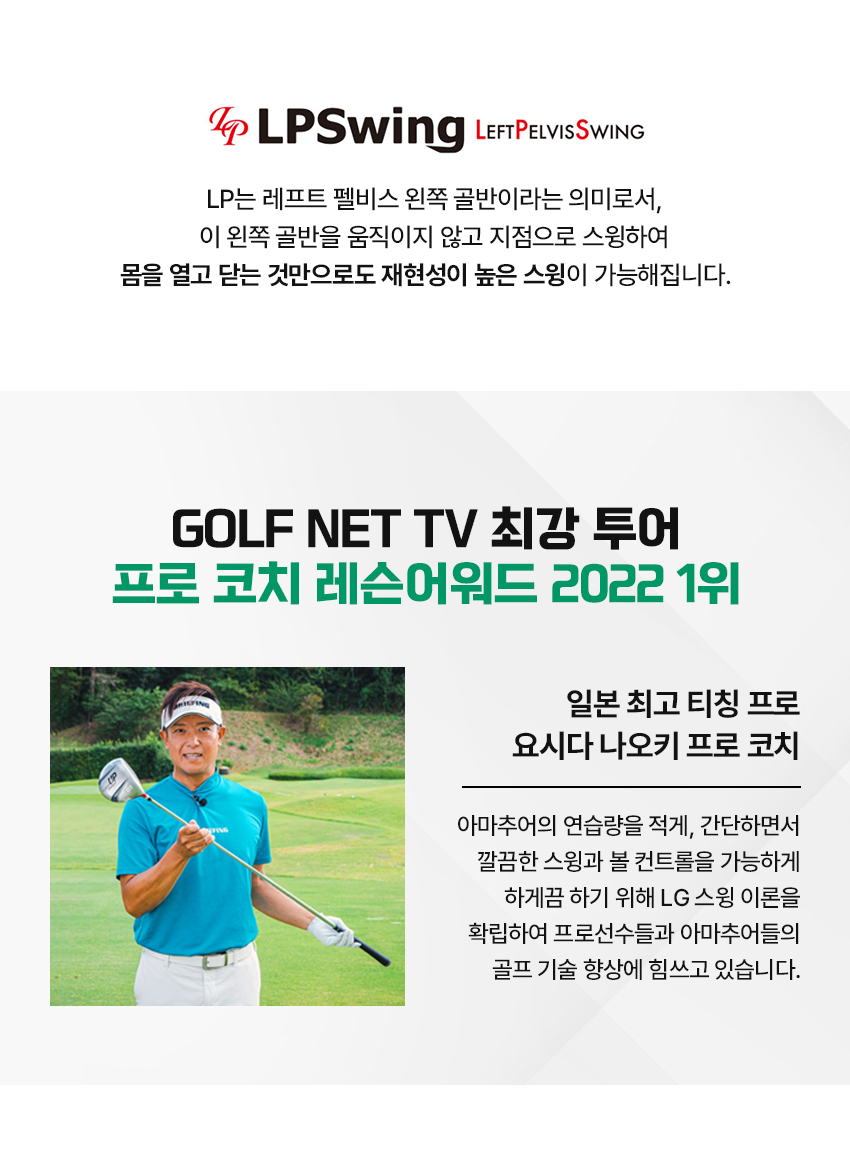 LP LPSwing LEFTPELVISSWING
LP는 레프트 펠비스 왼쪽 골반이라는 의미로서,
이 왼쪽 골반을 움직이지 않고 지점으로 스윙하여
몸을 열고 닫는 것만으로도 재현성이 높은 스윙이 가능해집니다.
GOLF NET TV 최강 투어
프로 코치 레슨어워드 2022 1위
BRIEFING
일본 최고 티칭 프로
요시다 나오키 프로 코치
아마추어의 연습량을 적게, 간단하면서
깔끔한 스윙과 볼 컨트롤을 가능하게
하게끔 하기 위해 LG 스윙 이론을
확립하여 프로선수들과 아마추어들의
골프 기술 향상에 힘쓰고 있습니다.